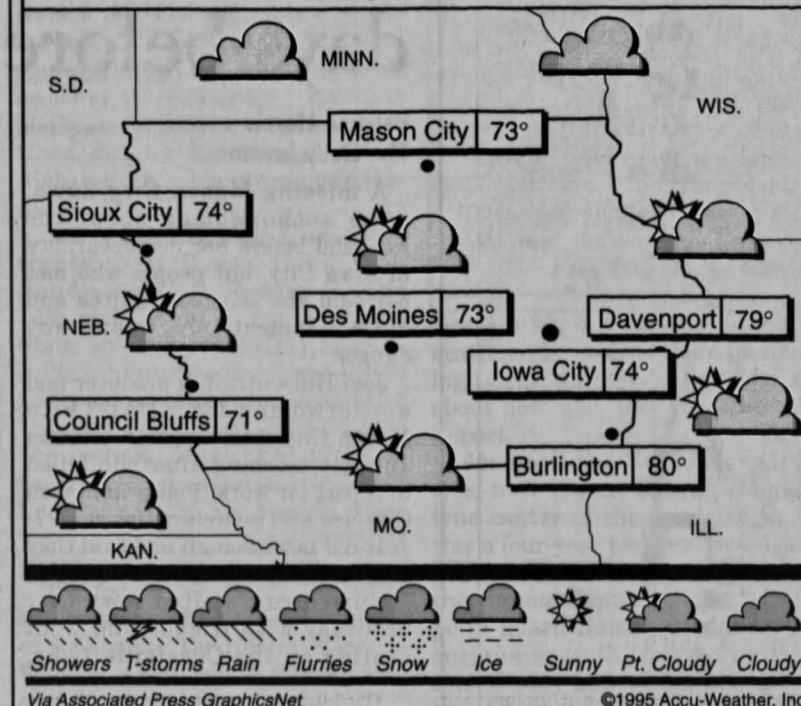 MINN.
S.D.
WIS.
Mason City 73°
Sioux City 74°
NEB.
Des Moines 73°
Davenport 79°
Iowa City 74°
Council Bluffs 71°
Burlington 80°
MO.
ILL.
KAN.
Showers T-storms Rain Flurries Snow Ice Sunny Pt. Cloudy Cloudy
Via Associated Press GraphicsNet ©1995 Accu-Weather, Inc